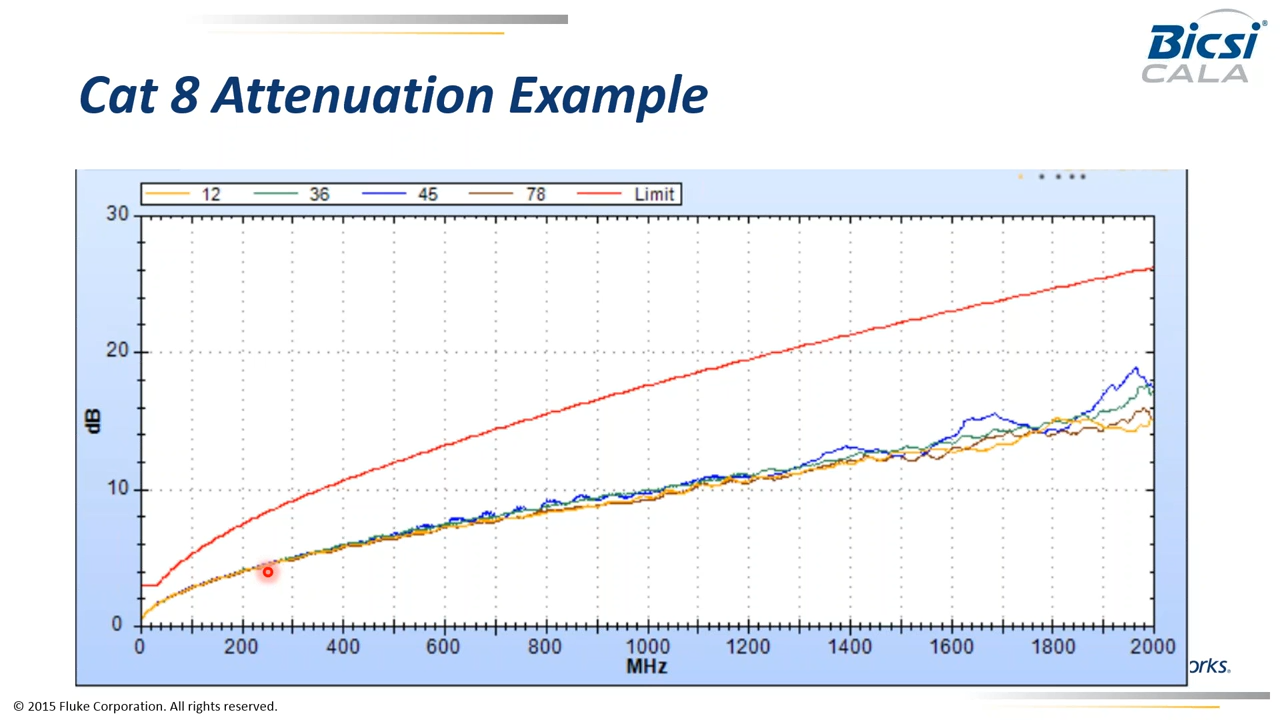 Bicsi®
CALA
Cat 8 Attenuation Example
12 36 45 78 Limit
30
20
10
0
dB
0 200 400 600 800 1000 1200 1400 1600 1800 2000
MHz
orks.
© 2015 Fluke Corporation. All rights reserved.